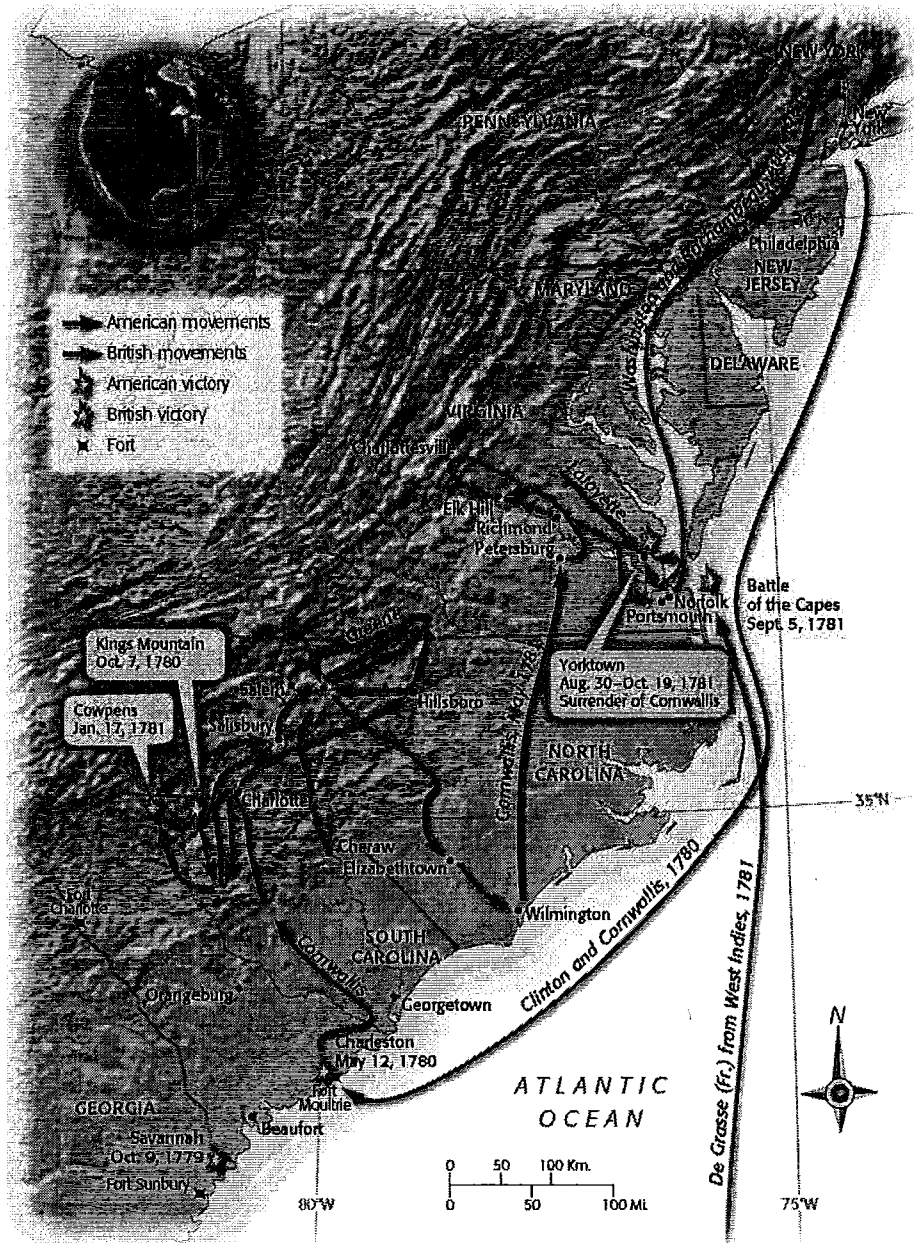 NEW YORK
New
York
PENNSYLVANIA
Washington and Rochambeau
Philadelphia
NEW
JERSEY
40°N
MARYLAND
American movements
British movements
American victory
British victory
Fort
DELAWARE
VIRGINIA
Charlottesville
Lafayette
Elk Hill
Richmond
Petersburg
Norfolk
Portsmouth
Battle
of the Capes
Sept. 5, 1781
Kings Mountain
Oct. 7, 1780
Greene
Yorktown
Aug. 30–Oct. 19, 1781
Surrender of Cornwallis
Cowpens
Jan. 17, 1781
Salem
Hillsboro
Salisbury
Cornwallis, 1781
NORTH
CAROLINA
Charlotte
35°N
Cheraw
Elizabethtown
Fort
Charlotte
Wilmington
Clinton and Cornwallis, 1780
De Grasse (Fr.) from West Indies, 1781
SOUTH
CAROLINA
Cornwallis
Orangeburg
Georgetown
Charleston
May 12, 1780
Fort
Moultrie
N
ATLANTIC
OCEAN
GEORGIA
Beaufort
Savannah
Oct. 9, 1779
Fort Sunbury
0 50 100 Km.
0 50 100 Mi.
80°W
75°W